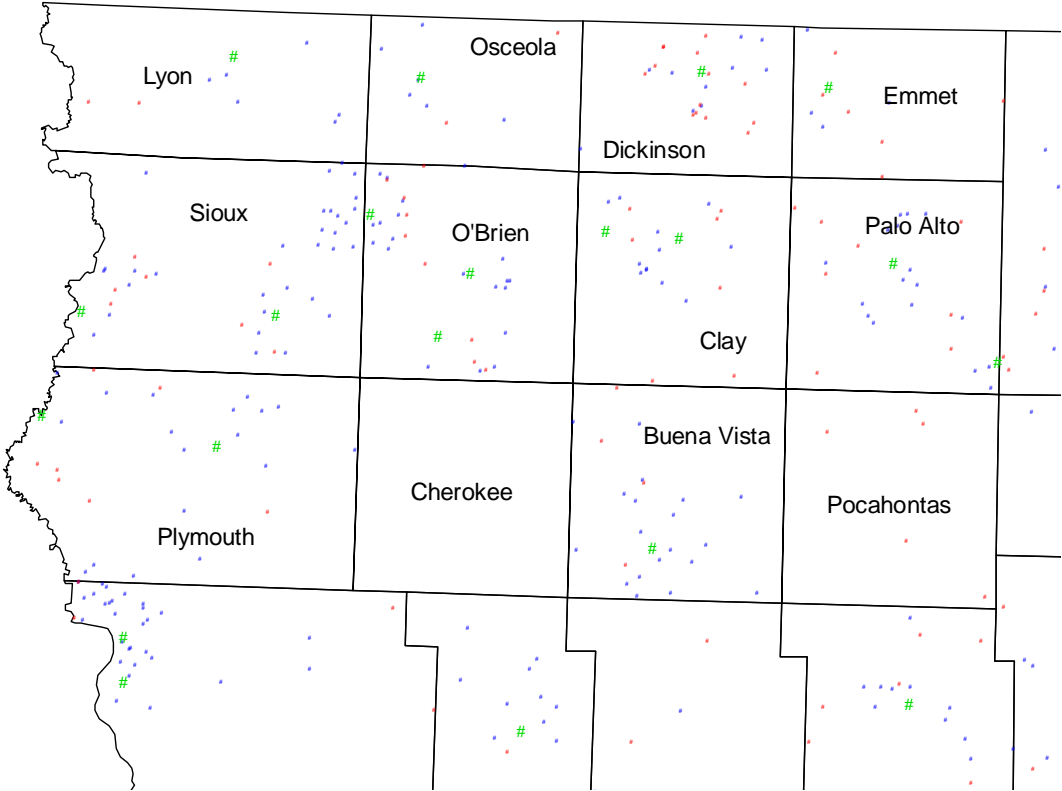 Osceola
Lyon
Emmet
Dickinson
Sioux
O'Brien
Palo Alto
Clay
Buena Vista
Cherokee
Pocahontas
Plymouth